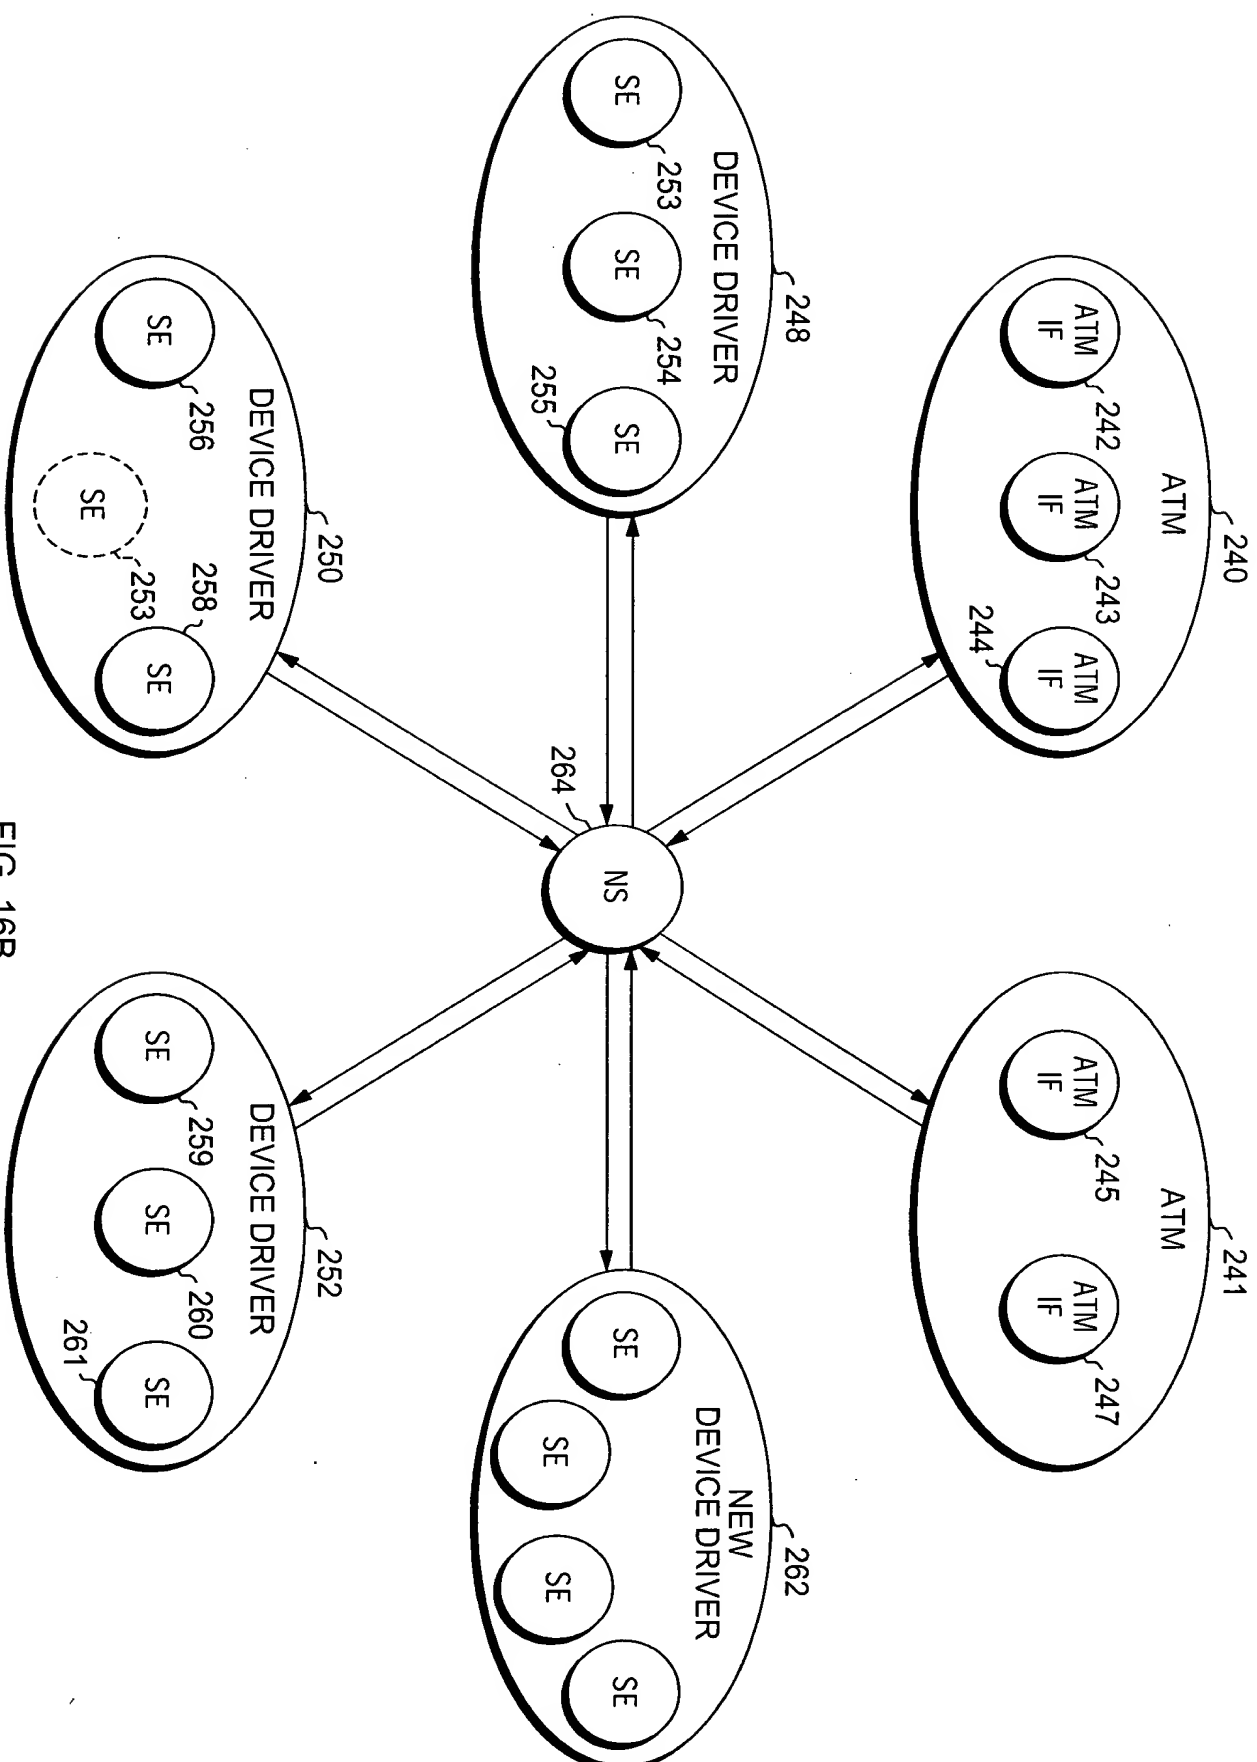 240
ATM
ATM
IF
242
ATM
IF
243
ATM
IF
244
241
ATM
ATM
IF
245
ATM
IF
247
248
DEVICE DRIVER
SE
253
SE
254
SE
255
264
NS
262
NEW
DEVICE DRIVER
SE
SE
SE
SE
250
DEVICE DRIVER
SE
256
SE
253
SE
258
252
DEVICE DRIVER
SE
259
SE
260
SE
261
FIG. 16B